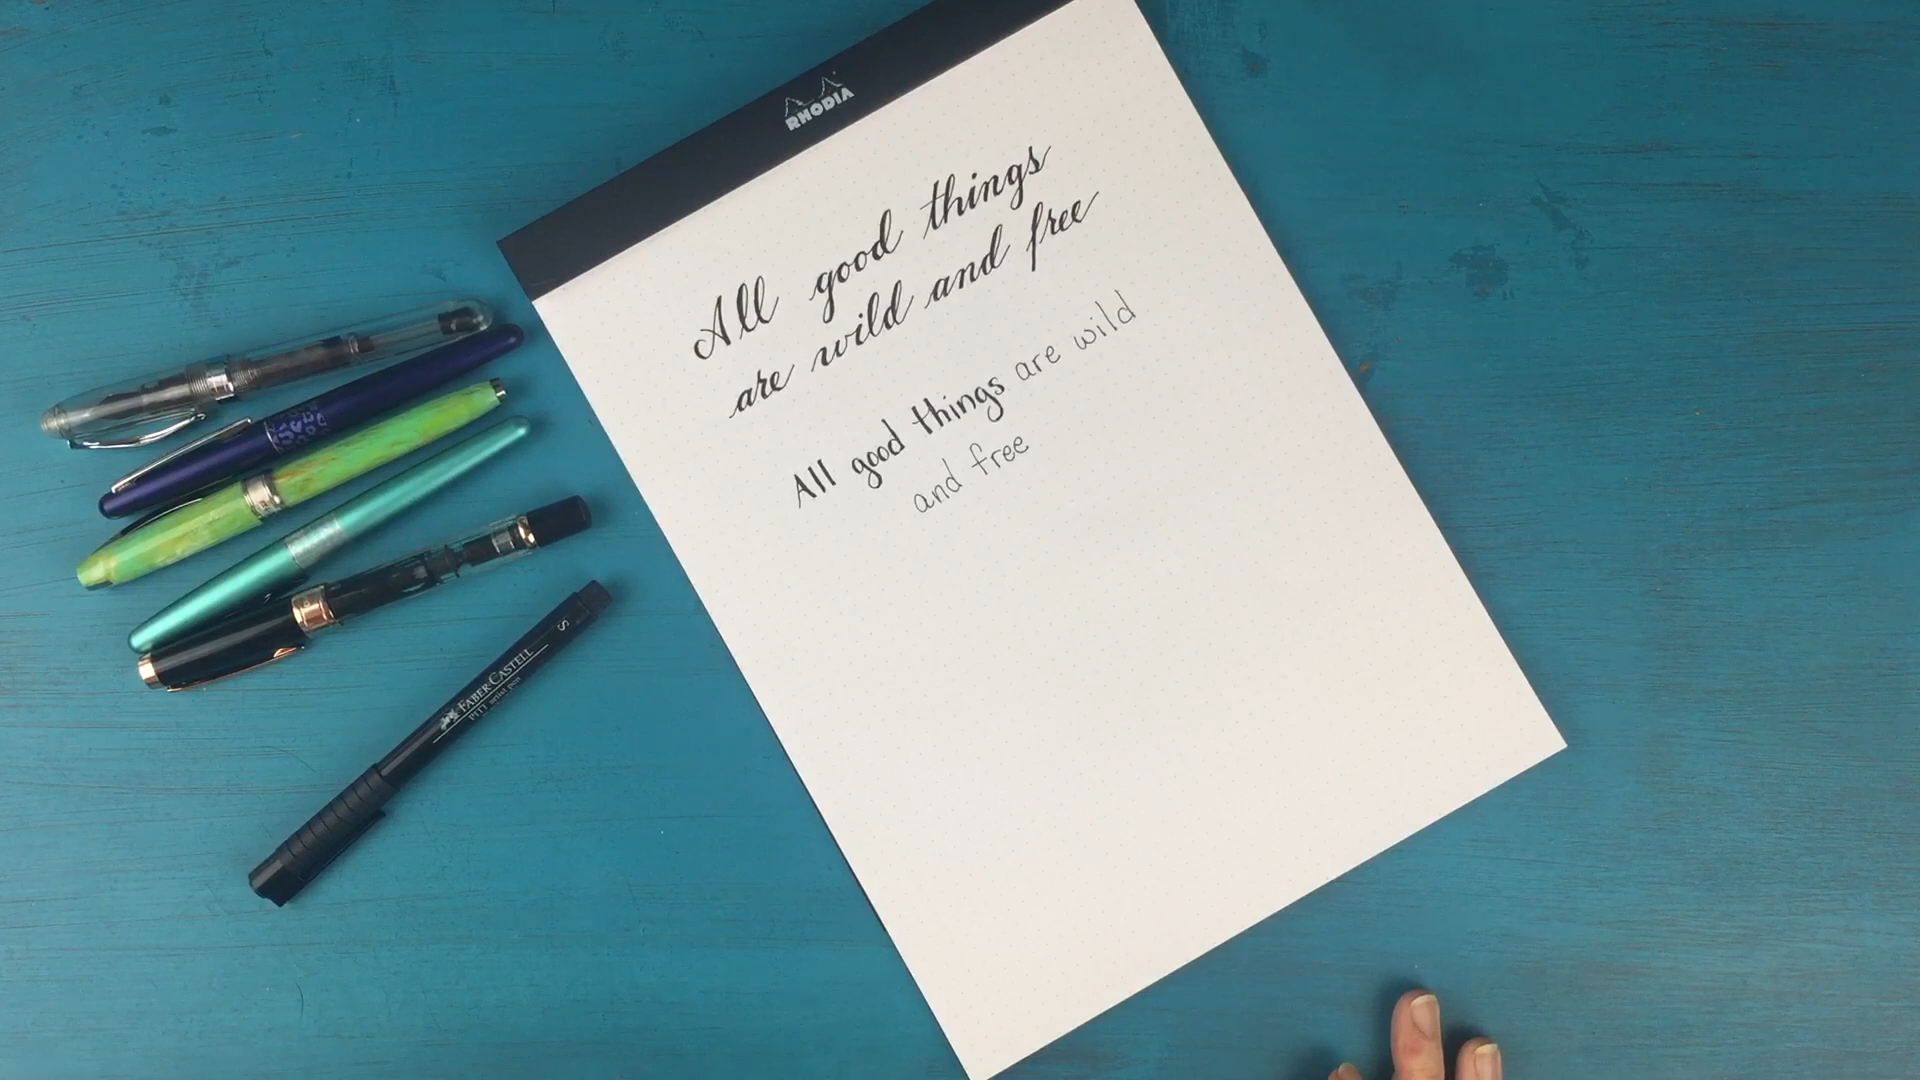 RHODIA
All good things
are wild and free
All good things are wild
and free
FABER CASTELL
PITT artist pen
S